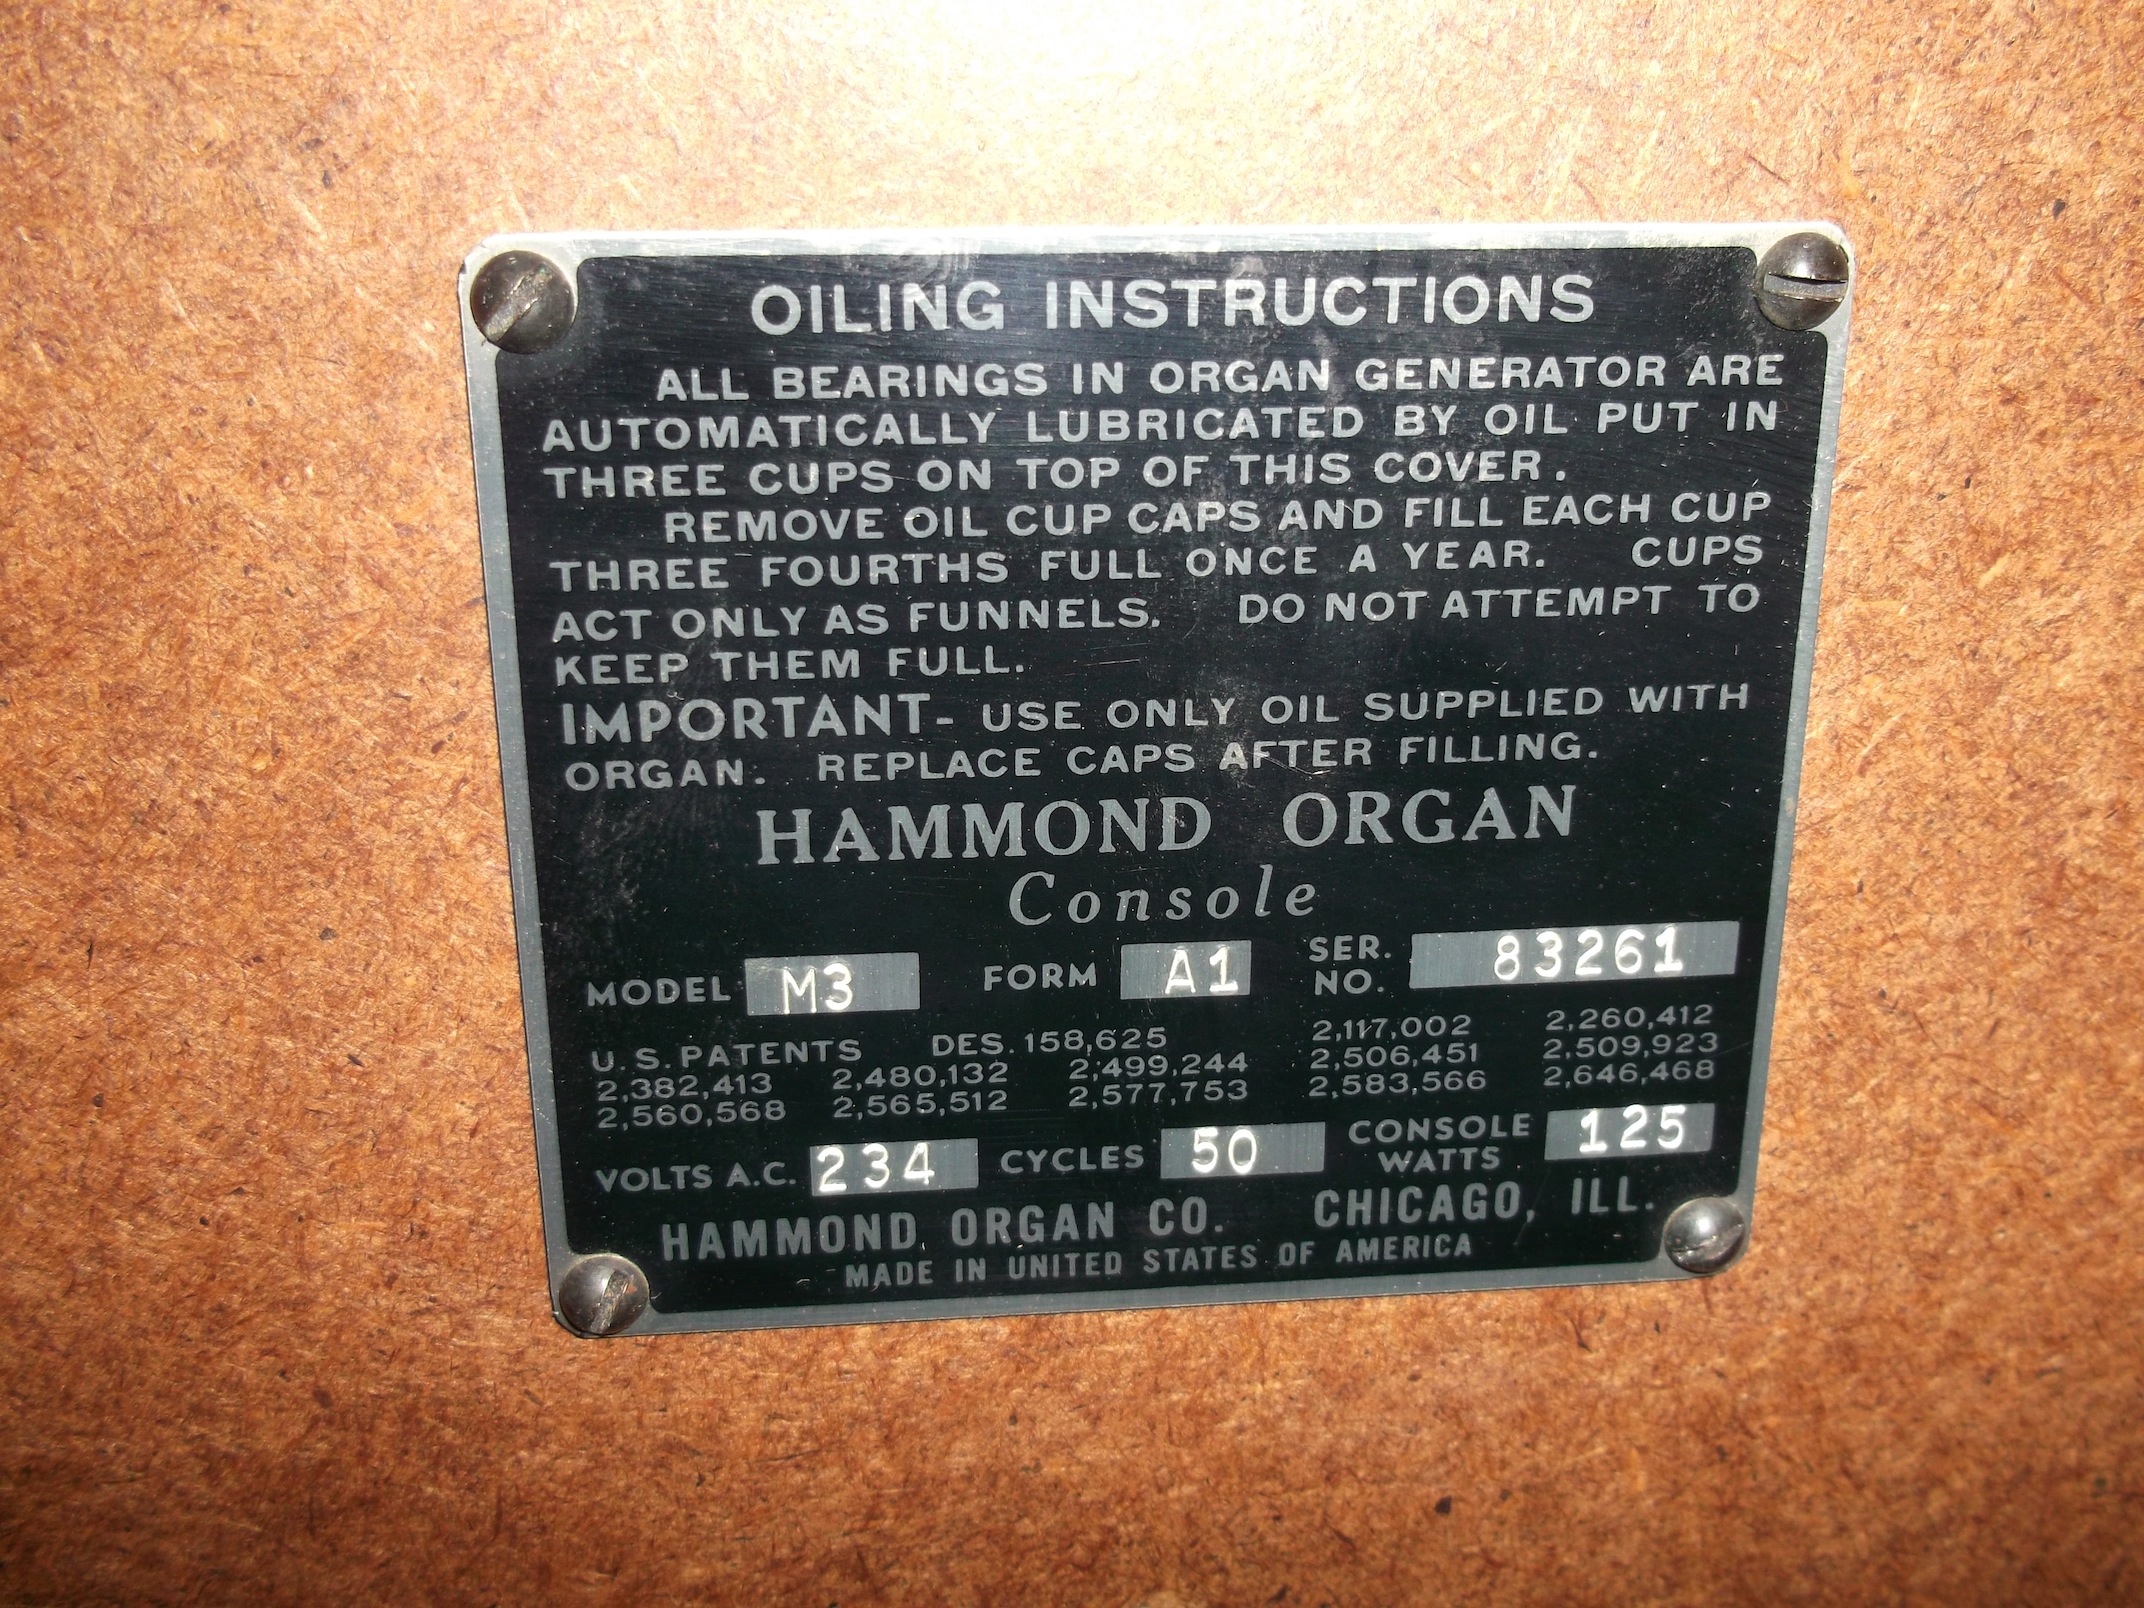 OILING INSTRUCTIONS
ALL BEARINGS IN ORGAN GENERATOR ARE
AUTOMATICALLY LUBRICATED BY OIL PUT IN
THREE CUPS ON TOP OF THIS COVER.
REMOVE OIL CUP CAPS AND FILL EACH CUP
THREE FOURTHS FULL ONCE A YEAR. CUPS
ACT ONLY AS FUNNELS. DO NOT ATTEMPT TO
KEEP THEM FULL.
IMPORTANT- USE ONLY OIL SUPPLIED WITH
ORGAN. REPLACE CAPS AFTER FILLING.
HAMMOND ORGAN
Console
MODEL M3 FORM A1 SER. NO. 83261
U.S. PATENTS DES. 158,625 2,117,002 2,260,412
2,382,413 2,480,132 2,499,244 2,506,451 2,509,923
2,560,568 2,565,512 2,577,753 2,583,566 2,646,468
VOLTS A.C. 234 CYCLES 50 CONSOLE WATTS 125
HAMMOND ORGAN CO. CHICAGO, ILL.
MADE IN UNITED STATES OF AMERICA